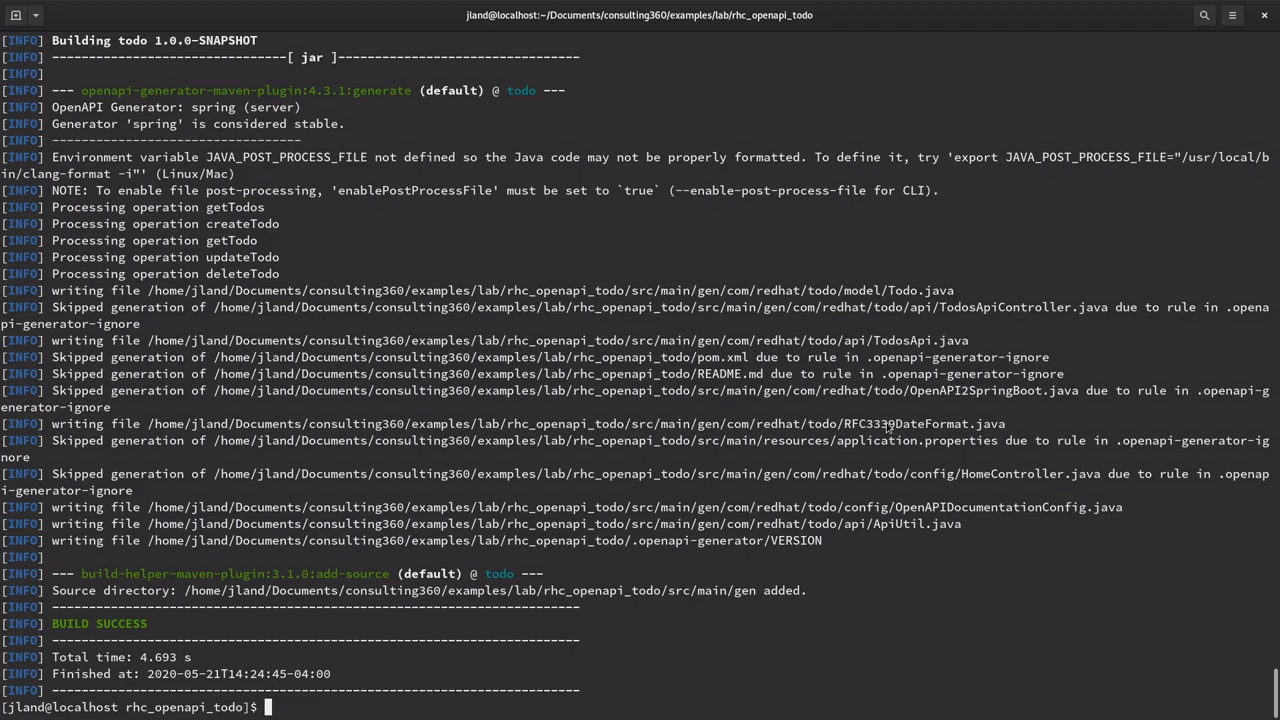 jland@localhost:~/Documents/consulting360/examples/lab/rhc_openapi_todo
[INFO] Building todo 1.0.0-SNAPSHOT
[INFO] --------------------------------[ jar ]---------------------------------
[INFO]
[INFO] --- openapi-generator-maven-plugin:4.3.1:generate (default) @ todo ---
[INFO] OpenAPI Generator: spring (server)
[INFO] Generator 'spring' is considered stable.
[INFO] ----------------------------------
[INFO] Environment variable JAVA_POST_PROCESS_FILE not defined so the Java code may not be properly formatted. To define it, try 'export JAVA_POST_PROCESS_FILE="/usr/local/b
in/clang-format -i"' (Linux/Mac)
[INFO] NOTE: To enable file post-processing, 'enablePostProcessFile' must be set to `true` (--enable-post-process-file for CLI).
[INFO] Processing operation getTodos
[INFO] Processing operation createTodo
[INFO] Processing operation getTodo
[INFO] Processing operation updateTodo
[INFO] Processing operation deleteTodo
[INFO] writing file /home/jland/Documents/consulting360/examples/lab/rhc_openapi_todo/src/main/gen/com/redhat/todo/model/Todo.java
[INFO] Skipped generation of /home/jland/Documents/consulting360/examples/lab/rhc_openapi_todo/src/main/gen/com/redhat/todo/api/TodosApiController.java due to rule in .opena
pi-generator-ignore
[INFO] writing file /home/jland/Documents/consulting360/examples/lab/rhc_openapi_todo/src/main/gen/com/redhat/todo/api/TodosApi.java
[INFO] Skipped generation of /home/jland/Documents/consulting360/examples/lab/rhc_openapi_todo/pom.xml due to rule in .openapi-generator-ignore
[INFO] Skipped generation of /home/jland/Documents/consulting360/examples/lab/rhc_openapi_todo/README.md due to rule in .openapi-generator-ignore
[INFO] Skipped generation of /home/jland/Documents/consulting360/examples/lab/rhc_openapi_todo/src/main/gen/com/redhat/todo/OpenAPI2SpringBoot.java due to rule in .openapi-g
enerator-ignore
[INFO] writing file /home/jland/Documents/consulting360/examples/lab/rhc_openapi_todo/src/main/gen/com/redhat/todo/RFC3339DateFormat.java
[INFO] Skipped generation of /home/jland/Documents/consulting360/examples/lab/rhc_openapi_todo/src/main/resources/application.properties due to rule in .openapi-generator-ig
nore
[INFO] Skipped generation of /home/jland/Documents/consulting360/examples/lab/rhc_openapi_todo/src/main/gen/com/redhat/todo/config/HomeController.java due to rule in .openap
i-generator-ignore
[INFO] writing file /home/jland/Documents/consulting360/examples/lab/rhc_openapi_todo/src/main/gen/com/redhat/todo/config/OpenAPIDocumentationConfig.java
[INFO] writing file /home/jland/Documents/consulting360/examples/lab/rhc_openapi_todo/src/main/gen/com/redhat/todo/api/ApiUtil.java
[INFO] writing file /home/jland/Documents/consulting360/examples/lab/rhc_openapi_todo/.openapi-generator/VERSION
[INFO]
[INFO] --- build-helper-maven-plugin:3.1.0:add-source (default) @ todo ---
[INFO] Source directory: /home/jland/Documents/consulting360/examples/lab/rhc_openapi_todo/src/main/gen added.
[INFO] ------------------------------------------------------------------------
[INFO] BUILD SUCCESS
[INFO] ------------------------------------------------------------------------
[INFO] Total time: 4.693 s
[INFO] Finished at: 2020-05-21T14:24:45-04:00
[INFO] ------------------------------------------------------------------------
[jland@localhost rhc_openapi_todo]$